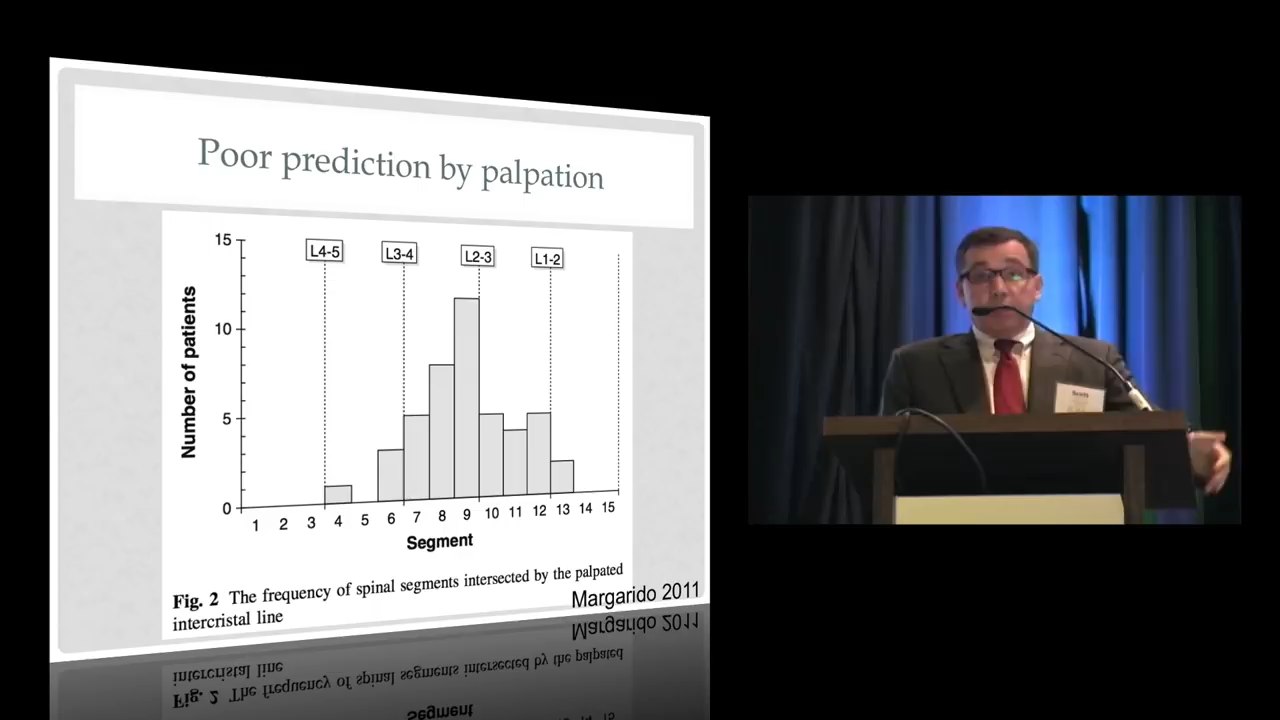 Poor prediction by palpation
15
L4-5
L3-4
L2-3
L1-2
10
5
0
Number of patients
1 2 3 4 5 6 7 8 9 10 11 12 13 14 15
Segment
Fig. 2 The frequency of spinal segments intersected by the palpated
intercristal line
Margarido 2011